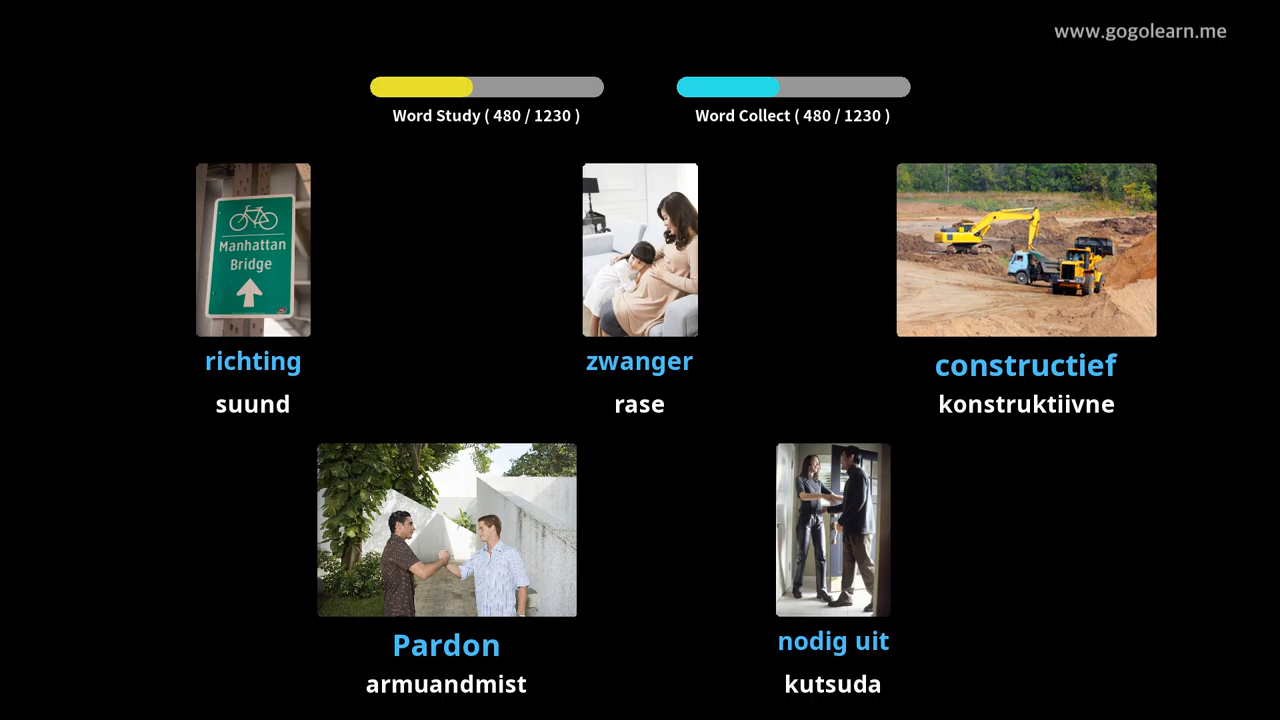 www.gogolearn.me
Word Study ( 480 / 1230 )
Word Collect ( 480 / 1230 )
Manhattan
Bridge
richting
suund
zwanger
rase
constructief
konstruktiivne
Pardon
armuandmist
nodig uit
kutsuda